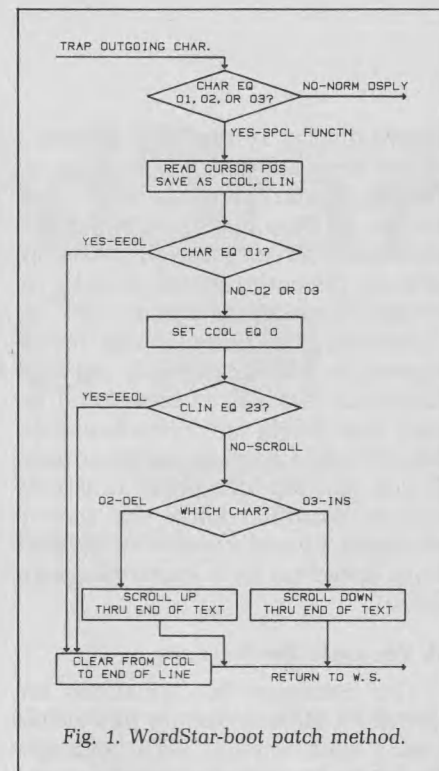 TRAP OUTGOING CHAR.
CHAR EQ
01, 02, OR 03?
NO-NORM DSPLY
YES-SPCL FUNCTN
READ CURSOR POS
SAVE AS CCOL,CLIN
YES-EEOL
CHAR EQ 01?
NO-02 OR 03
SET CCOL EQ 0
YES-EEOL
CLIN EQ 23?
NO-SCROLL
02-DEL
WHICH CHAR?
03-INS
SCROLL UP
THRU END OF TEXT
SCROLL DOWN
THRU END OF TEXT
CLEAR FROM CCOL
TO END OF LINE
RETURN TO W.S.
Fig. 1. WordStar-boot patch method.